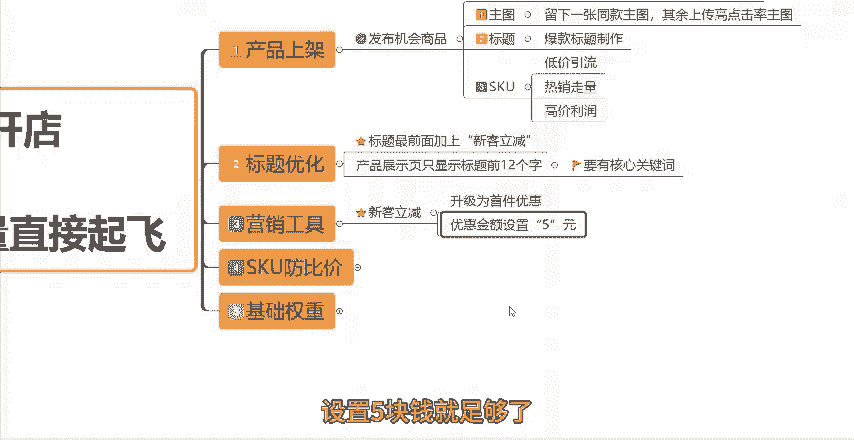 开店
量直接起飞
1 产品上架
发布机会商品
主图
留下一张同款主图，其余上传高点击率主图
标题
爆款标题制作
SKU
低价引流
热销走量
高价利润
2 标题优化
标题最前面加上“新客立减”
产品展示页只显示标题前12个字
要有核心关键词
3 营销工具
新客立减
升级为首件优惠
优惠金额设置“5”元
4 SKU防比价
5 基础权重
设置5块钱就足够了